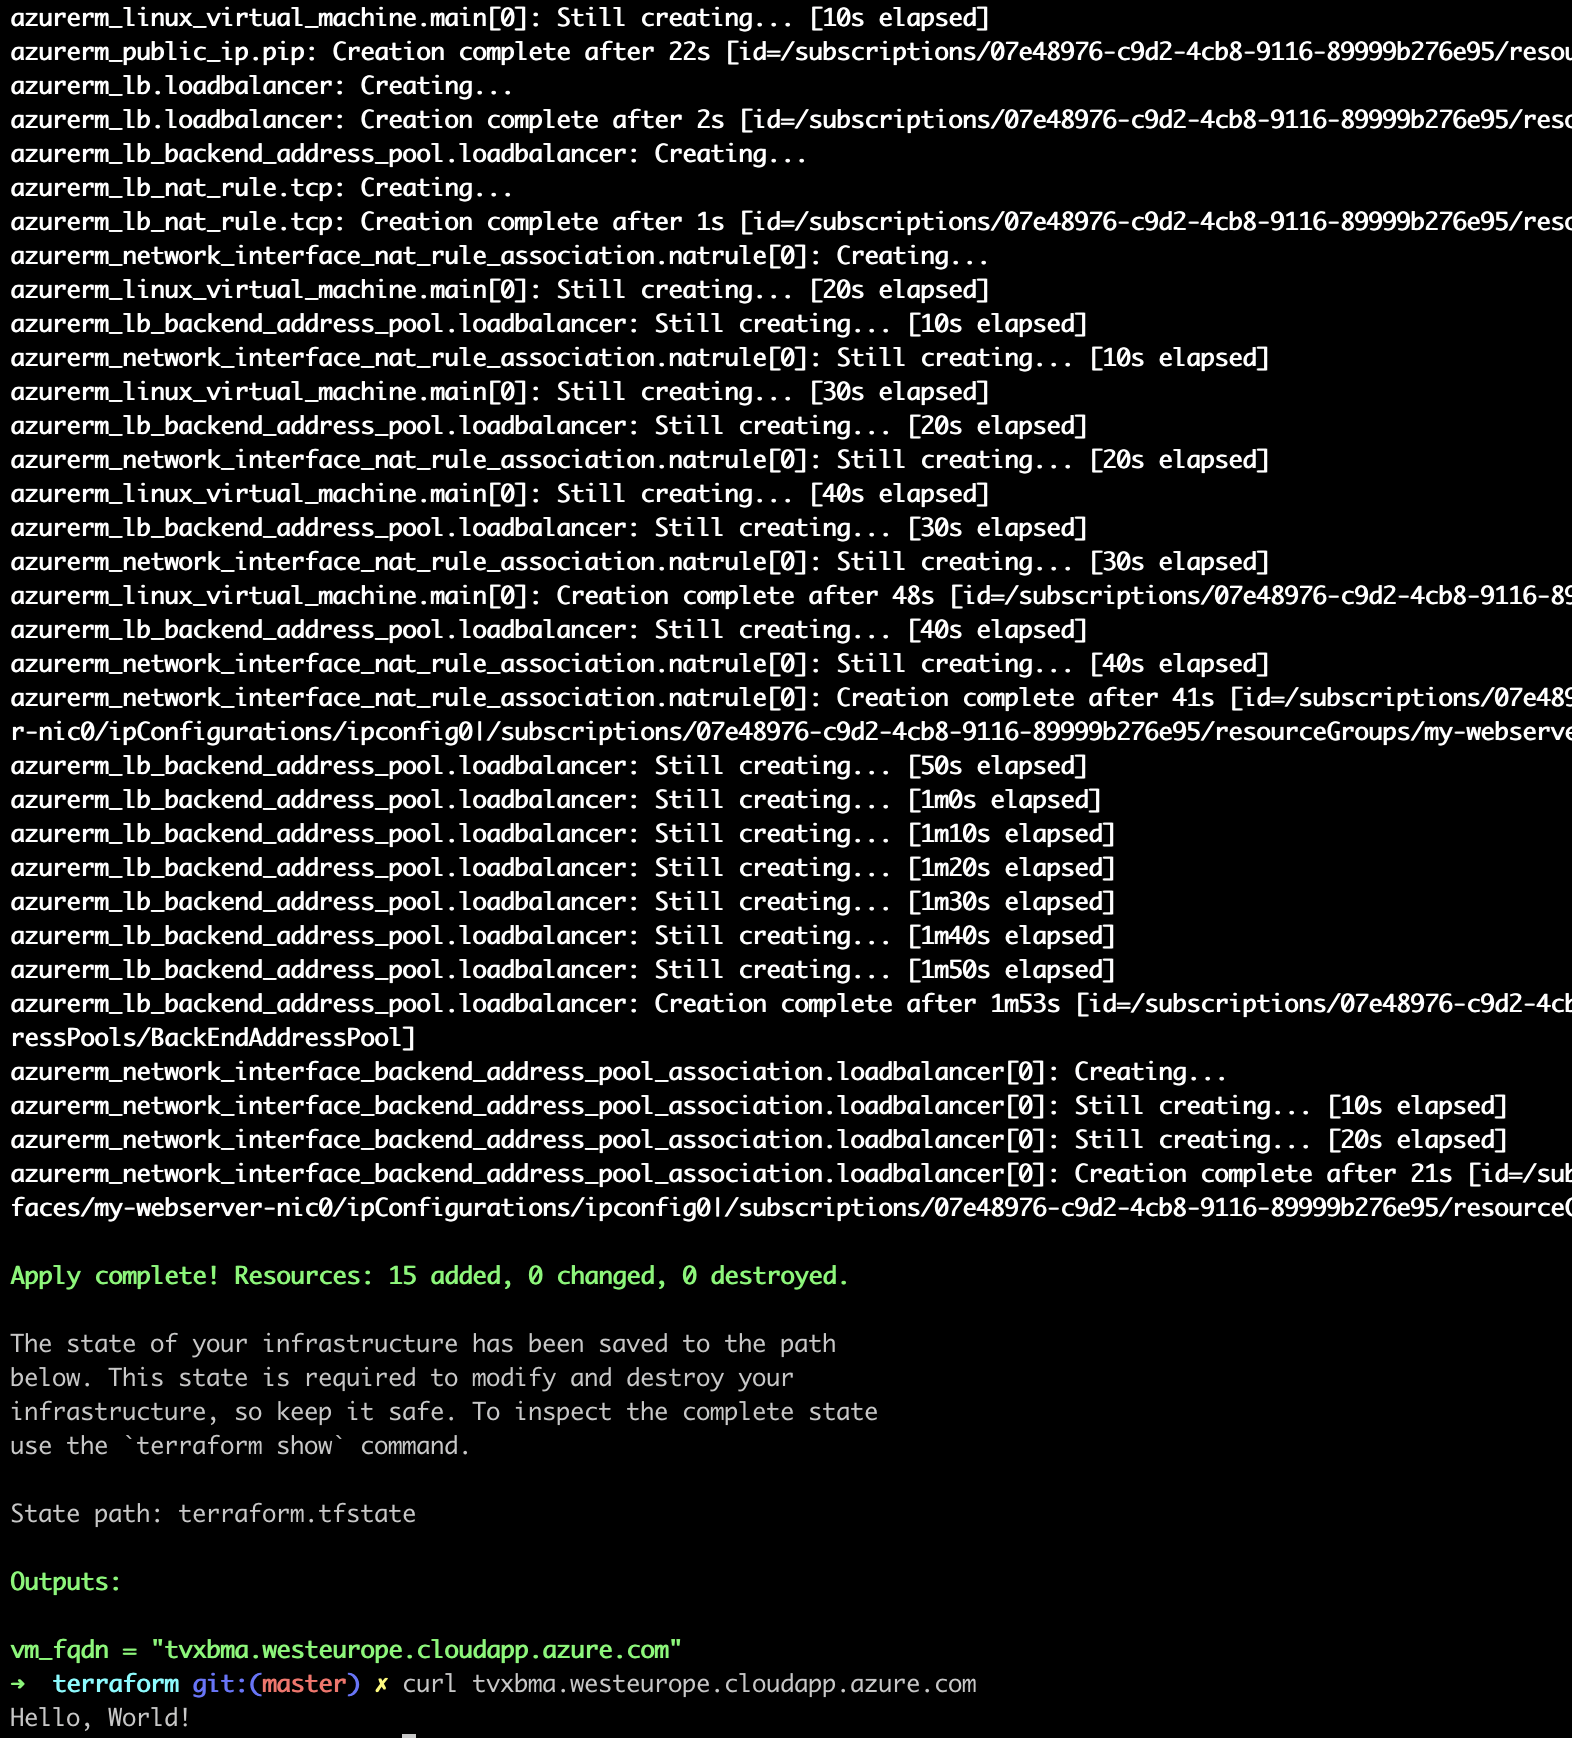 azurerm_linux_virtual_machine.main[0]: Still creating... [10s elapsed]
azurerm_public_ip.pip: Creation complete after 22s [id=/subscriptions/07e48976-c9d2-4cb8-9116-89999b276e95/resou
azurerm_lb.loadbalancer: Creating...
azurerm_lb.loadbalancer: Creation complete after 2s [id=/subscriptions/07e48976-c9d2-4cb8-9116-89999b276e95/reso
azurerm_lb_backend_address_pool.loadbalancer: Creating...
azurerm_lb_nat_rule.tcp: Creating...
azurerm_lb_nat_rule.tcp: Creation complete after 1s [id=/subscriptions/07e48976-c9d2-4cb8-9116-89999b276e95/reso
azurerm_network_interface_nat_rule_association.natrule[0]: Creating...
azurerm_linux_virtual_machine.main[0]: Still creating... [20s elapsed]
azurerm_lb_backend_address_pool.loadbalancer: Still creating... [10s elapsed]
azurerm_network_interface_nat_rule_association.natrule[0]: Still creating... [10s elapsed]
azurerm_linux_virtual_machine.main[0]: Still creating... [30s elapsed]
azurerm_lb_backend_address_pool.loadbalancer: Still creating... [20s elapsed]
azurerm_network_interface_nat_rule_association.natrule[0]: Still creating... [20s elapsed]
azurerm_linux_virtual_machine.main[0]: Still creating... [40s elapsed]
azurerm_lb_backend_address_pool.loadbalancer: Still creating... [30s elapsed]
azurerm_network_interface_nat_rule_association.natrule[0]: Still creating... [30s elapsed]
azurerm_linux_virtual_machine.main[0]: Creation complete after 48s [id=/subscriptions/07e48976-c9d2-4cb8-9116-89
azurerm_lb_backend_address_pool.loadbalancer: Still creating... [40s elapsed]
azurerm_network_interface_nat_rule_association.natrule[0]: Still creating... [40s elapsed]
azurerm_network_interface_nat_rule_association.natrule[0]: Creation complete after 41s [id=/subscriptions/07e489
r-nic0/ipConfigurations/ipconfig0|/subscriptions/07e48976-c9d2-4cb8-9116-89999b276e95/resourceGroups/my-webserve
azurerm_lb_backend_address_pool.loadbalancer: Still creating... [50s elapsed]
azurerm_lb_backend_address_pool.loadbalancer: Still creating... [1m0s elapsed]
azurerm_lb_backend_address_pool.loadbalancer: Still creating... [1m10s elapsed]
azurerm_lb_backend_address_pool.loadbalancer: Still creating... [1m20s elapsed]
azurerm_lb_backend_address_pool.loadbalancer: Still creating... [1m30s elapsed]
azurerm_lb_backend_address_pool.loadbalancer: Still creating... [1m40s elapsed]
azurerm_lb_backend_address_pool.loadbalancer: Still creating... [1m50s elapsed]
azurerm_lb_backend_address_pool.loadbalancer: Creation complete after 1m53s [id=/subscriptions/07e48976-c9d2-4cb
ressPools/BackEndAddressPool]
azurerm_network_interface_backend_address_pool_association.loadbalancer[0]: Creating...
azurerm_network_interface_backend_address_pool_association.loadbalancer[0]: Still creating... [10s elapsed]
azurerm_network_interface_backend_address_pool_association.loadbalancer[0]: Still creating... [20s elapsed]
azurerm_network_interface_backend_address_pool_association.loadbalancer[0]: Creation complete after 21s [id=/sub
faces/my-webserver-nic0/ipConfigurations/ipconfig0|/subscriptions/07e48976-c9d2-4cb8-9116-89999b276e95/resourceG
Apply complete! Resources: 15 added, 0 changed, 0 destroyed.
The state of your infrastructure has been saved to the path
below. This state is required to modify and destroy your
infrastructure, so keep it safe. To inspect the complete state
use the `terraform show` command.
State path: terraform.tfstate
Outputs:
vm_fqdn = "tvxbma.westeurope.cloudapp.azure.com"
➜  terraform git:(master) ✗ curl tvxbma.westeurope.cloudapp.azure.com
Hello, World!